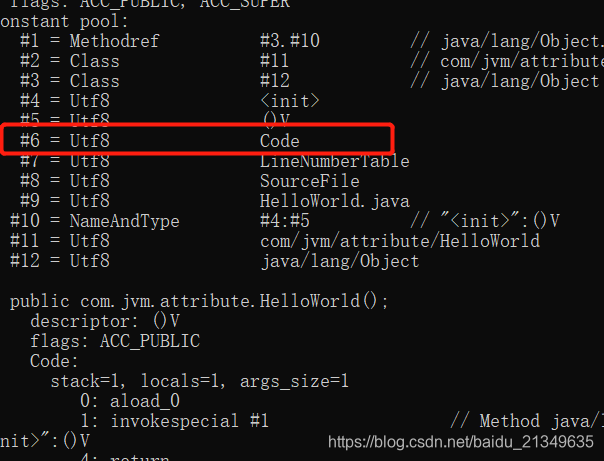 flags: ACC_PUBLIC, ACC_SUPER
onstant pool:
#1 = Methodref #3.#10 // java/lang/Object.
#2 = Class #11 // com/jvm/attribute
#3 = Class #12 // java/lang/Object
#4 = Utf8 <init>
#5 = Utf8 ()V
#6 = Utf8 Code
#7 = Utf8 LineNumberTable
#8 = Utf8 SourceFile
#9 = Utf8 HelloWorld.java
#10 = NameAndType #4:#5 // "<init>":()V
#11 = Utf8 com/jvm/attribute/HelloWorld
#12 = Utf8 java/lang/Object
public com.jvm.attribute.HelloWorld();
descriptor: ()V
flags: ACC_PUBLIC
Code:
stack=1, locals=1, args_size=1
0: aload_0
1: invokespecial #1 // Method java/l
nit>":()V
4: return
https://blog.csdn.net/baidu_21349635